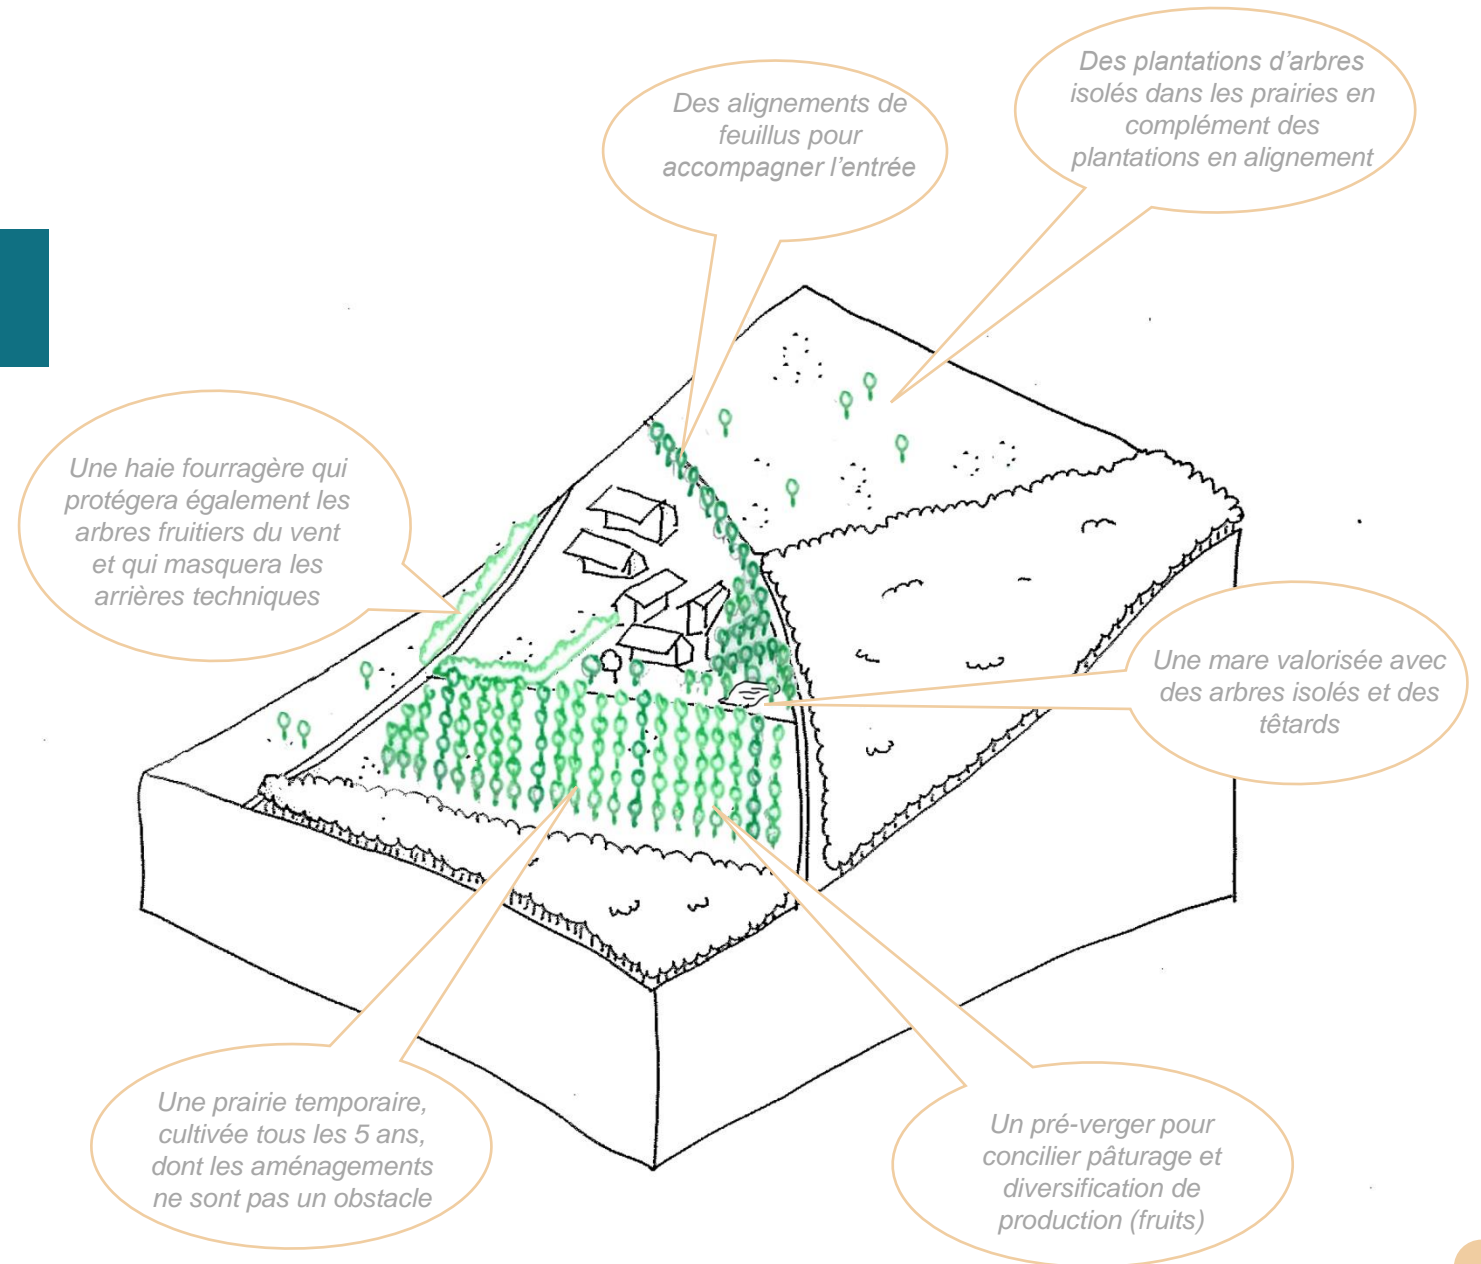 Des plantations d’arbres
isolés dans les prairies en
complément des
plantations en alignement
Des alignements de
feuillus pour
accompagner l’entrée
Une haie fourragère qui
protégera également les
arbres fruitiers du vent
et qui masquera les
arrières techniques
Une mare valorisée avec
des arbres isolés et des
têtards
Une prairie temporaire,
cultivée tous les 5 ans,
dont les aménagements
ne sont pas un obstacle
Un pré-verger pour
concilier pâturage et
diversification de
production (fruits)